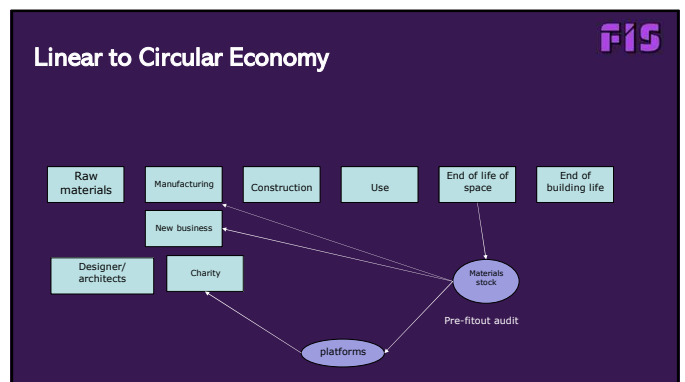 FIS
Linear to Circular Economy
Raw
materials
Manufacturing
Construction
Use
End of life of
space
End of
building life
New business
Designer/
architects
Charity
Materials
stock
Pre-fitout audit
platforms